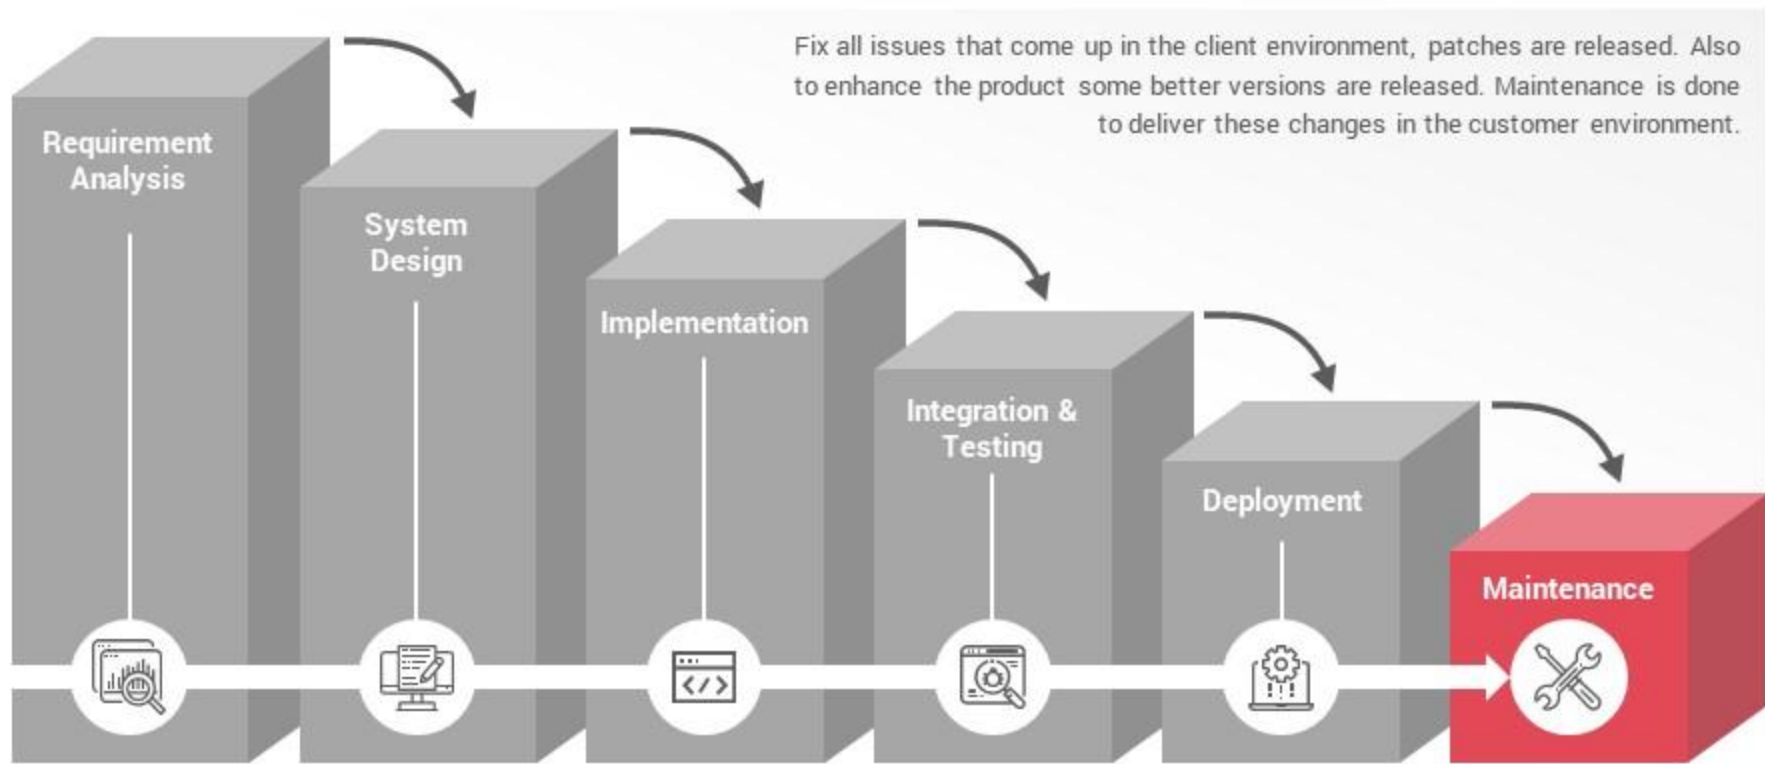 Fix all issues that come up in the client environment, patches are released. Also
to enhance the product some better versions are released. Maintenance is done
to deliver these changes in the customer environment.
Requirement
Analysis
System
Design
Implementation
Integration &
Testing
Deployment
Maintenance